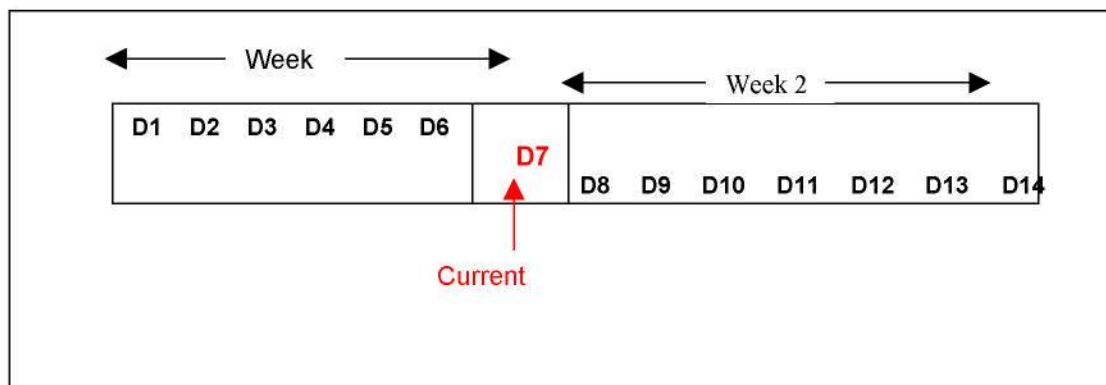 Week
Week 2
D1 D2 D3 D4 D5 D6
D7
D8 D9 D10 D11 D12 D13 D14
Current